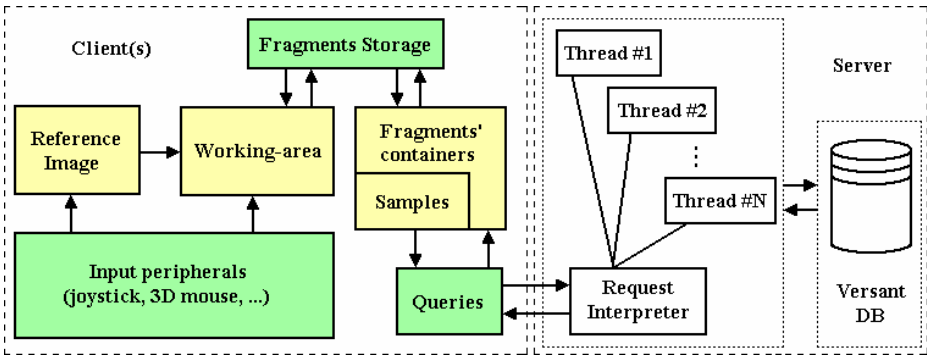 Client(s)
Fragments Storage
Reference
Image
Working-area
Fragments'
containers
Samples
Input peripherals
(joystick, 3D mouse, ...)
Queries
Thread #1
Thread #2
...
Thread #N
Request
Interpreter
Server
Versant
DB